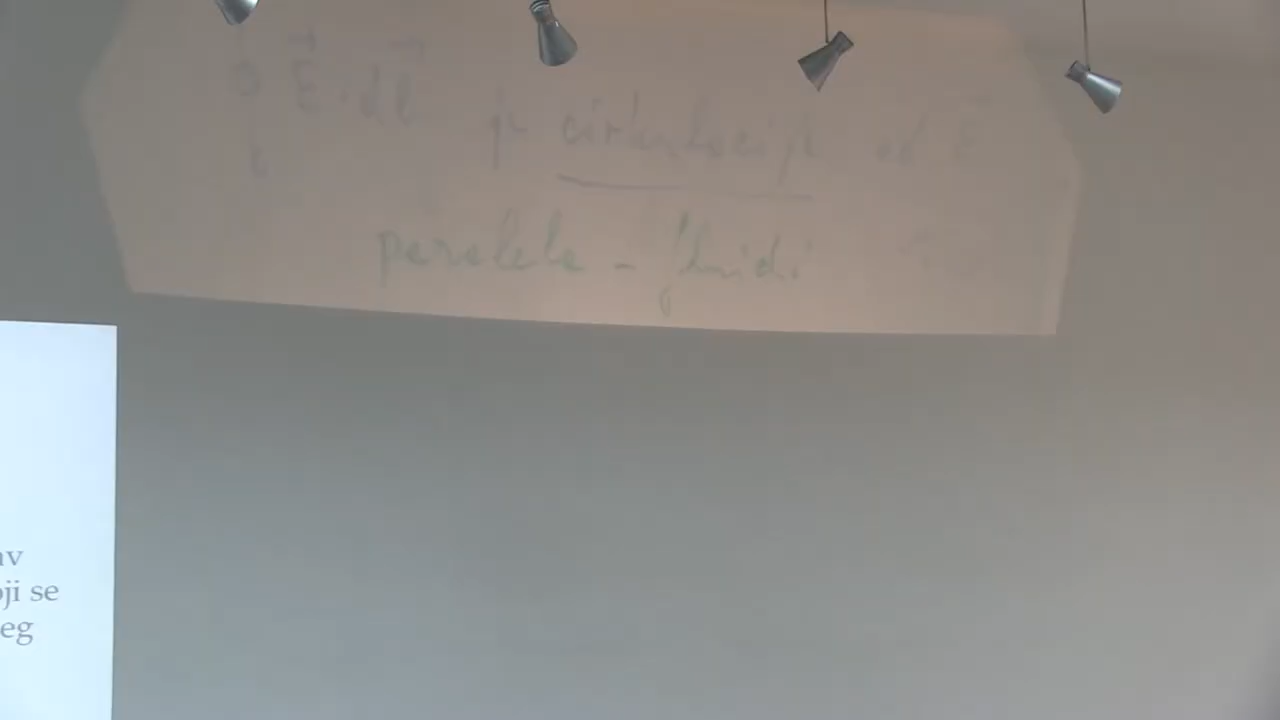 ∮ E⃗ · dl⃗ je cirkulacija od E⃗
paralela - fluidi
av
oji se
eg